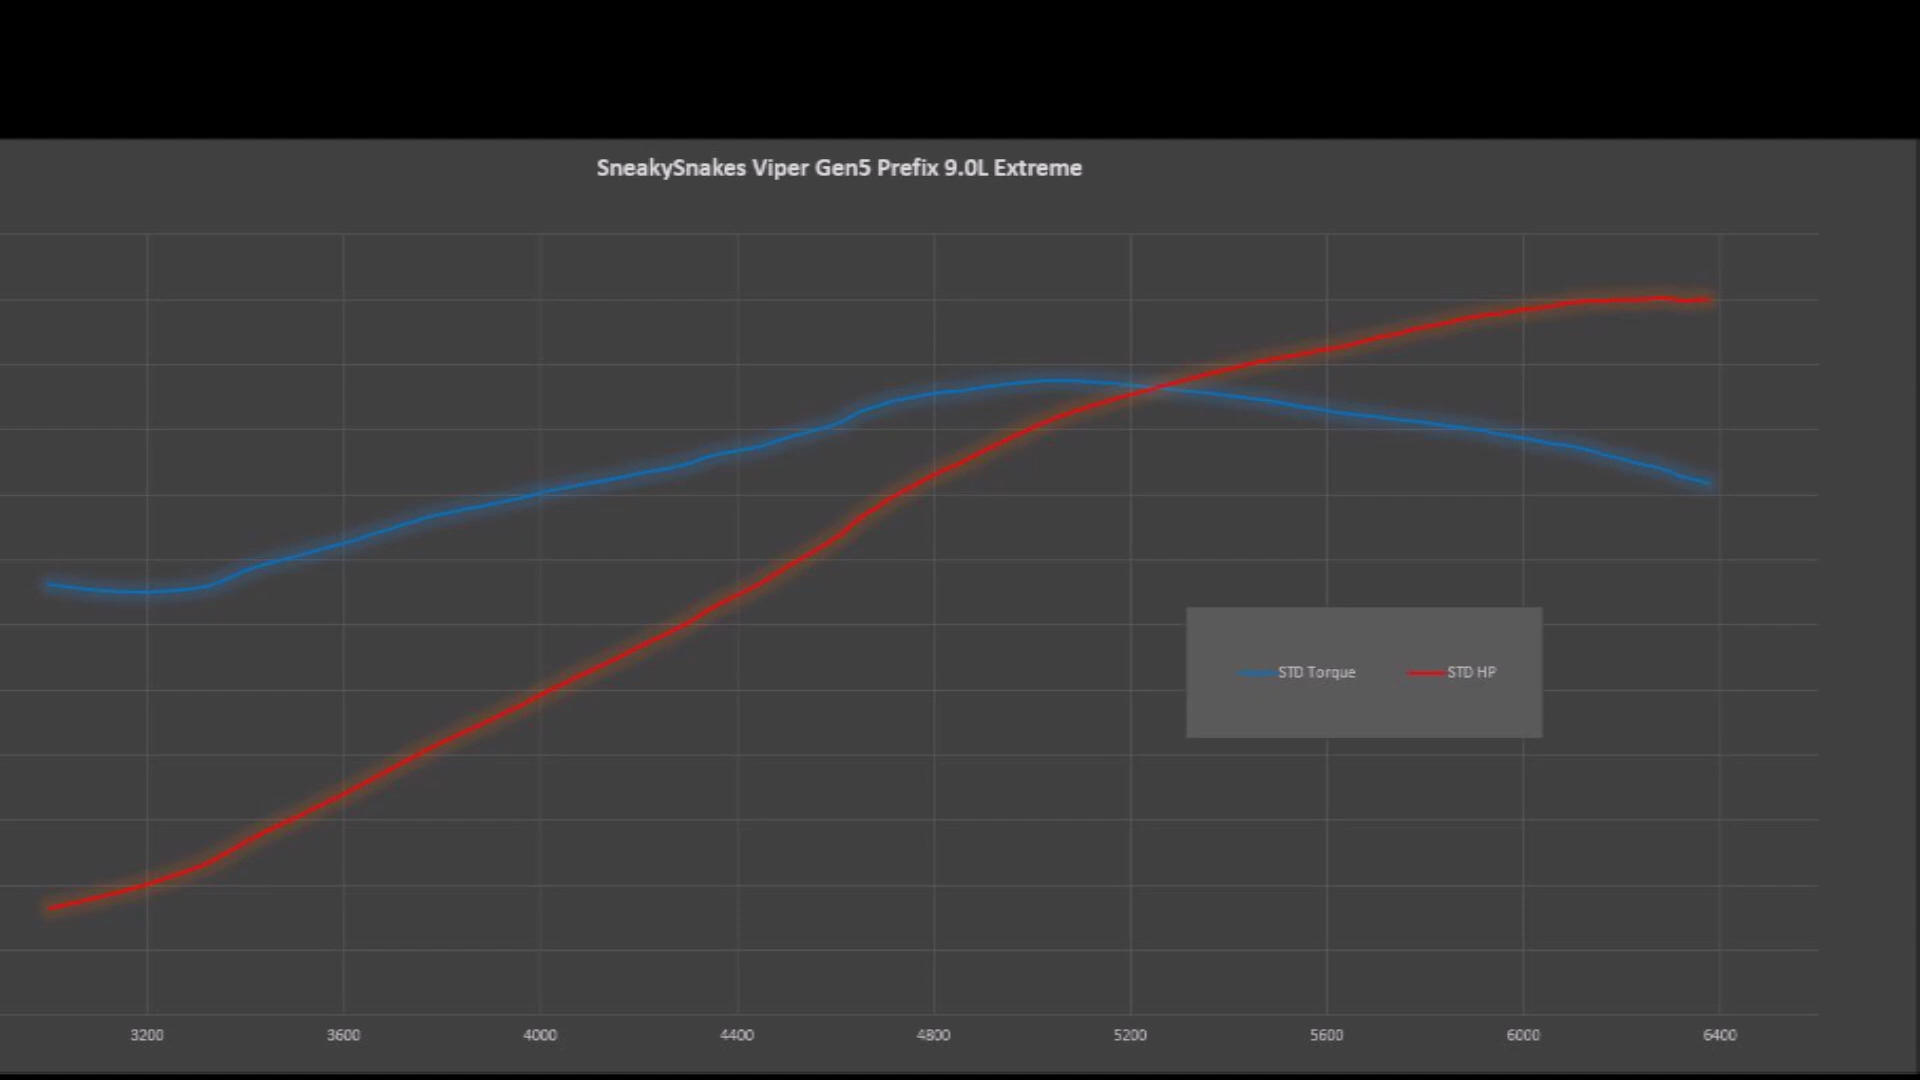 SneakySnakes Viper Gen5 Prefix 9.0L Extreme
STD Torque STD HP
3200 3600 4000 4400 4800 5200 5600 6000 6400